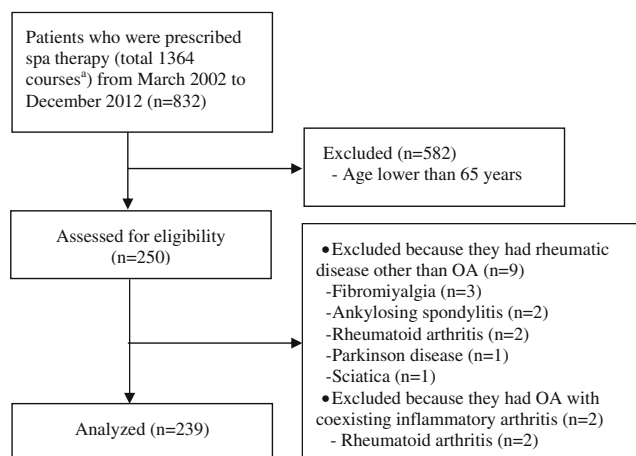 Patients who were prescribed
spa therapy (total 1364
coursesᵃ) from March 2002 to
December 2012 (n=832)
Excluded (n=582)
- Age lower than 65 years
Assessed for eligibility
(n=250)
•Excluded because they had rheumatic
disease other than OA (n=9)
-Fibromiyalgia (n=3)
-Ankylosing spondylitis (n=2)
-Rheumatoid arthritis (n=2)
-Parkinson disease (n=1)
-Sciatica (n=1)
•Excluded because they had OA with
coexisting inflammatory arthritis (n=2)
- Rheumatoid arthritis (n=2)
Analyzed (n=239)